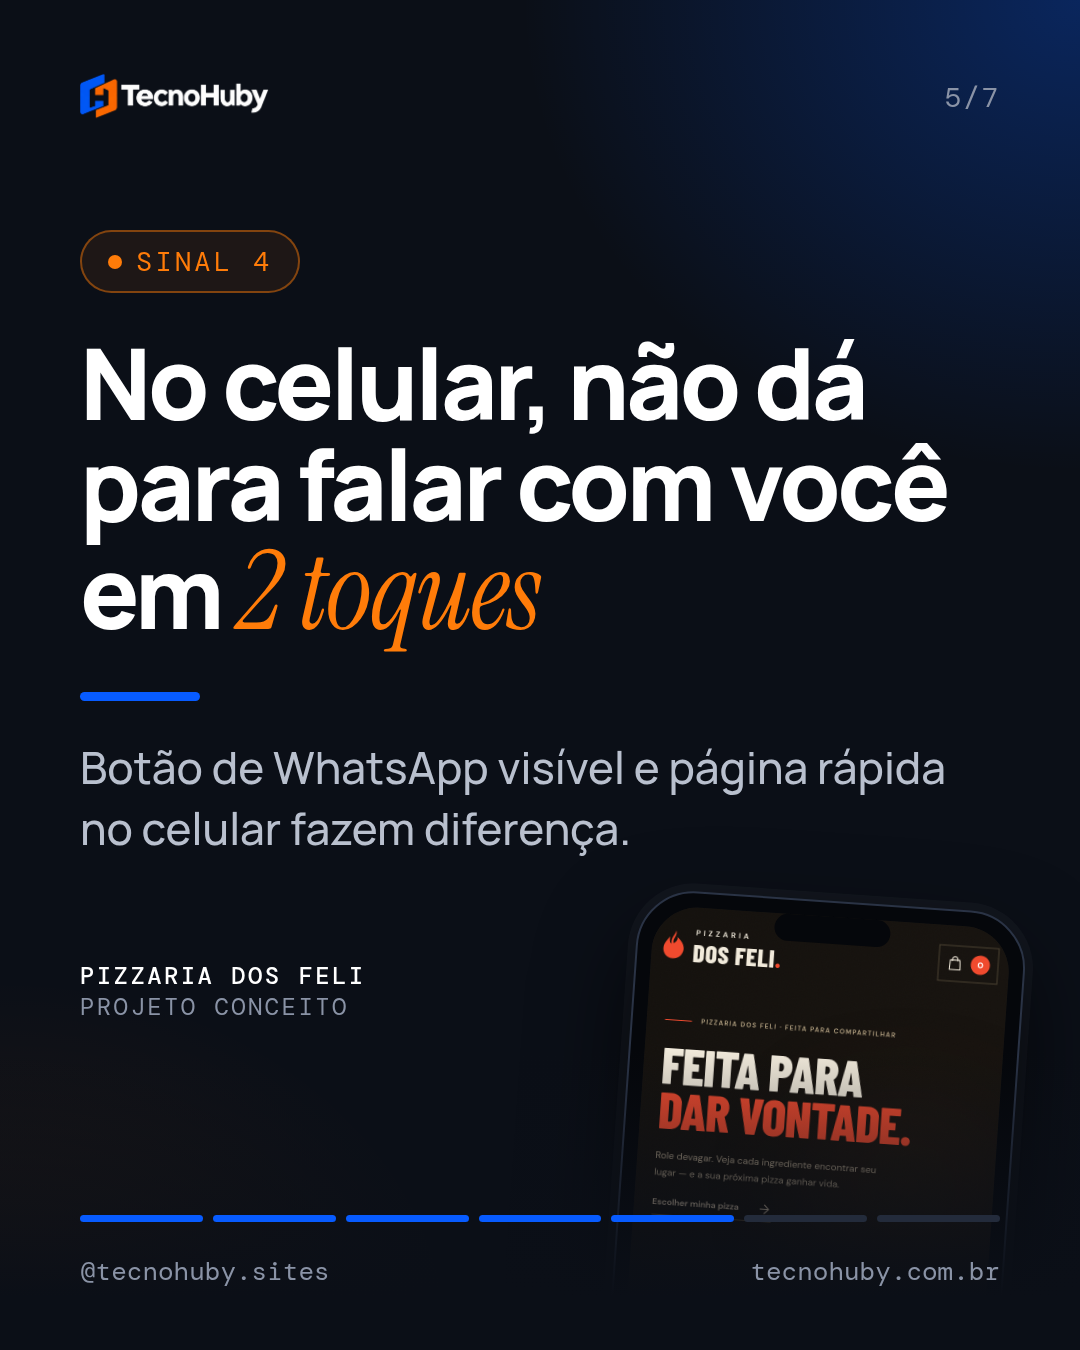 TecnoHuby
5/7
SINAL 4
No celular, não dá
para falar com você
em 2 toques
Botão de WhatsApp visível e página rápida
no celular fazem diferença.
PIZZARIA DOS FELI
PROJETO CONCEITO
PIZZARIA
DOS FELI.
0
PIZZARIA DOS FELI · FEITA PARA COMPARTILHAR
FEITA PARA
DAR VONTADE.
Role devagar. Veja cada ingrediente encontrar seu
lugar — e a sua próxima pizza ganhar vida.
Escolher minha pizza →
@tecnohuby.sites
tecnohuby.com.br